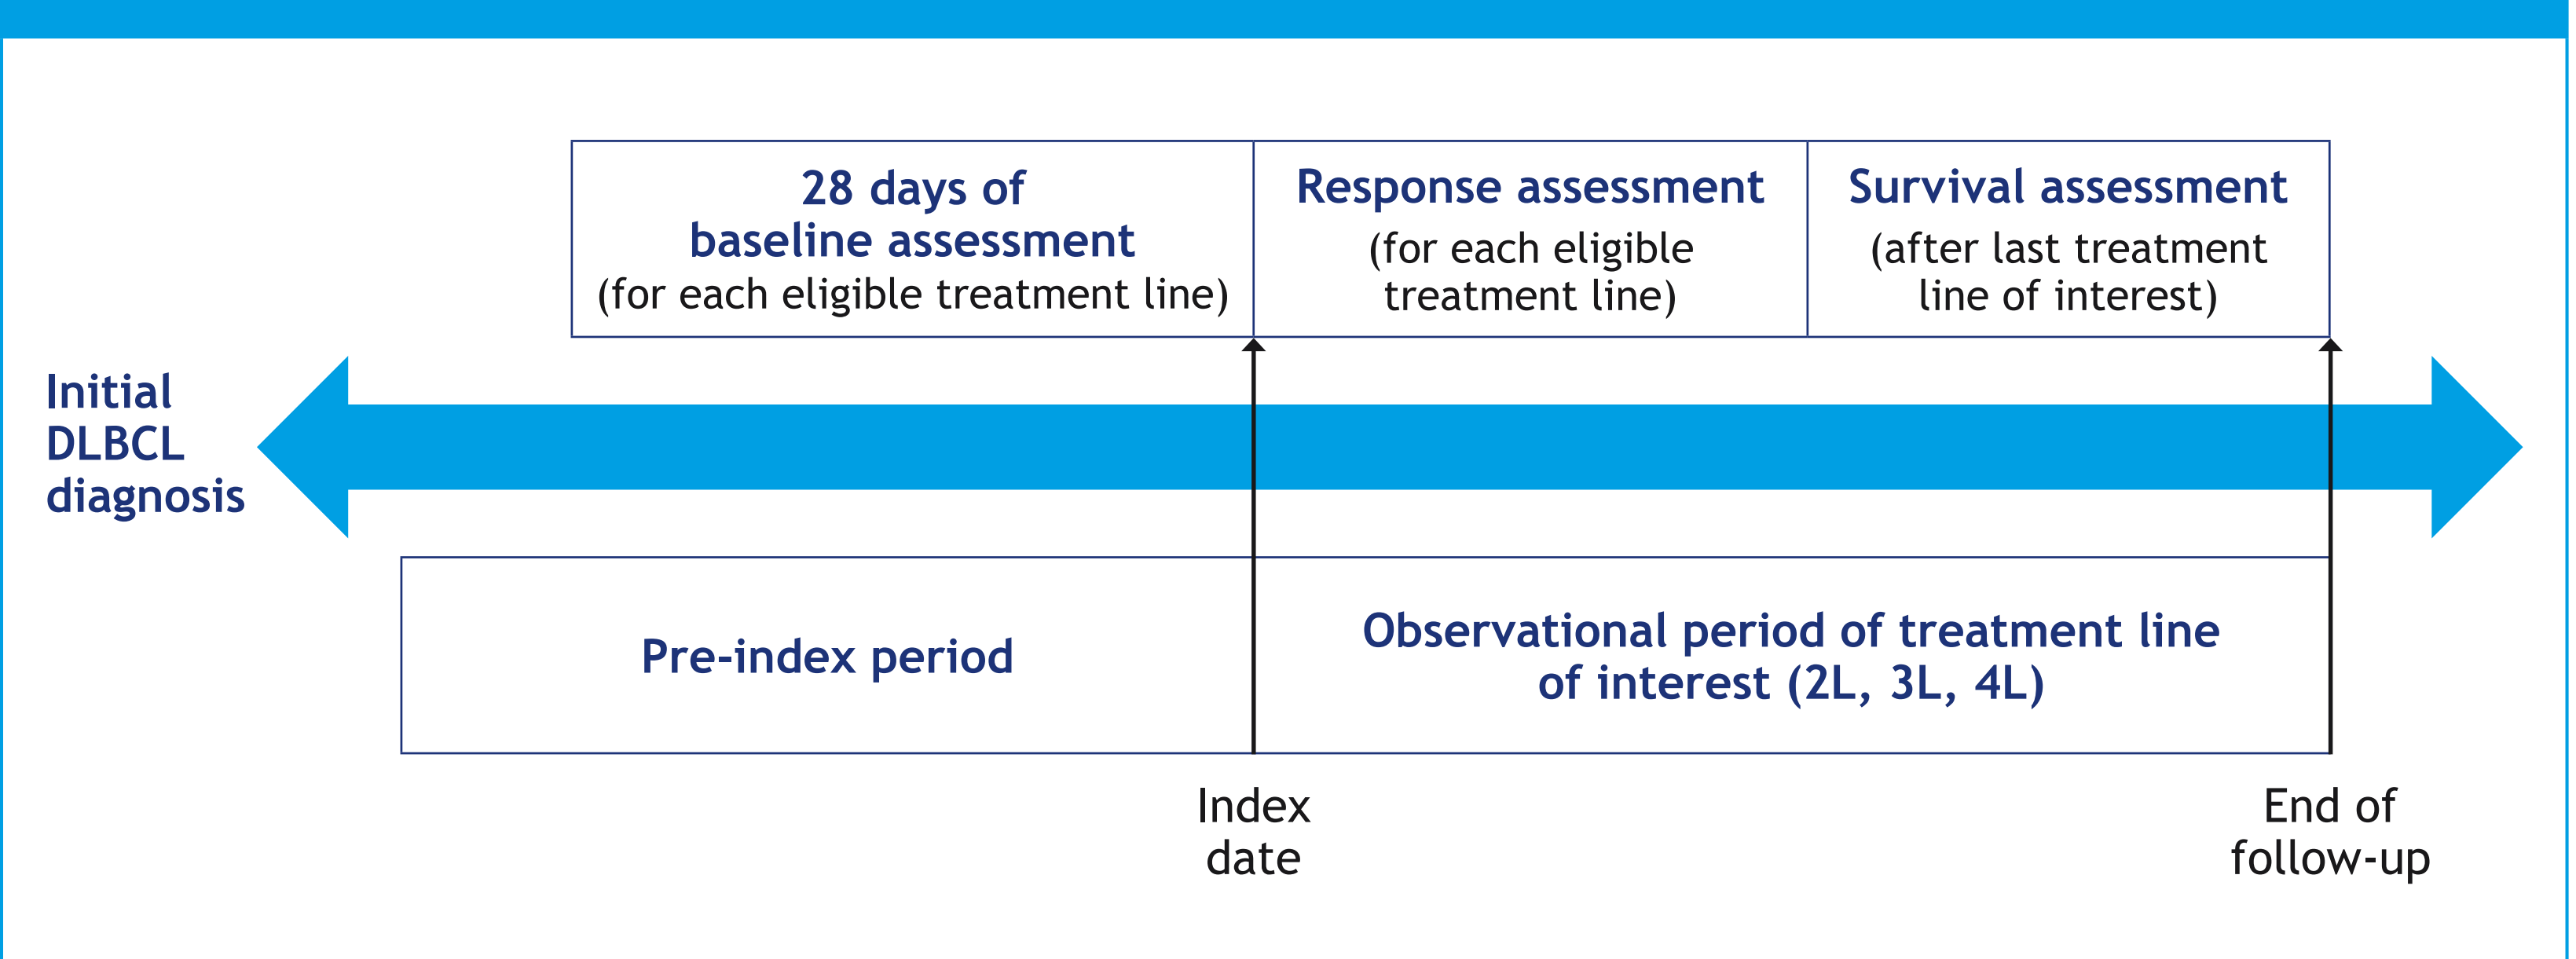 28 days of
baseline assessment
(for each eligible treatment line)
Response assessment
(for each eligible
treatment line)
Survival assessment
(after last treatment
line of interest)
Initial
DLBCL
diagnosis
Pre-index period
Observational period of treatment line
of interest (2L, 3L, 4L)
Index
date
End of
follow-up